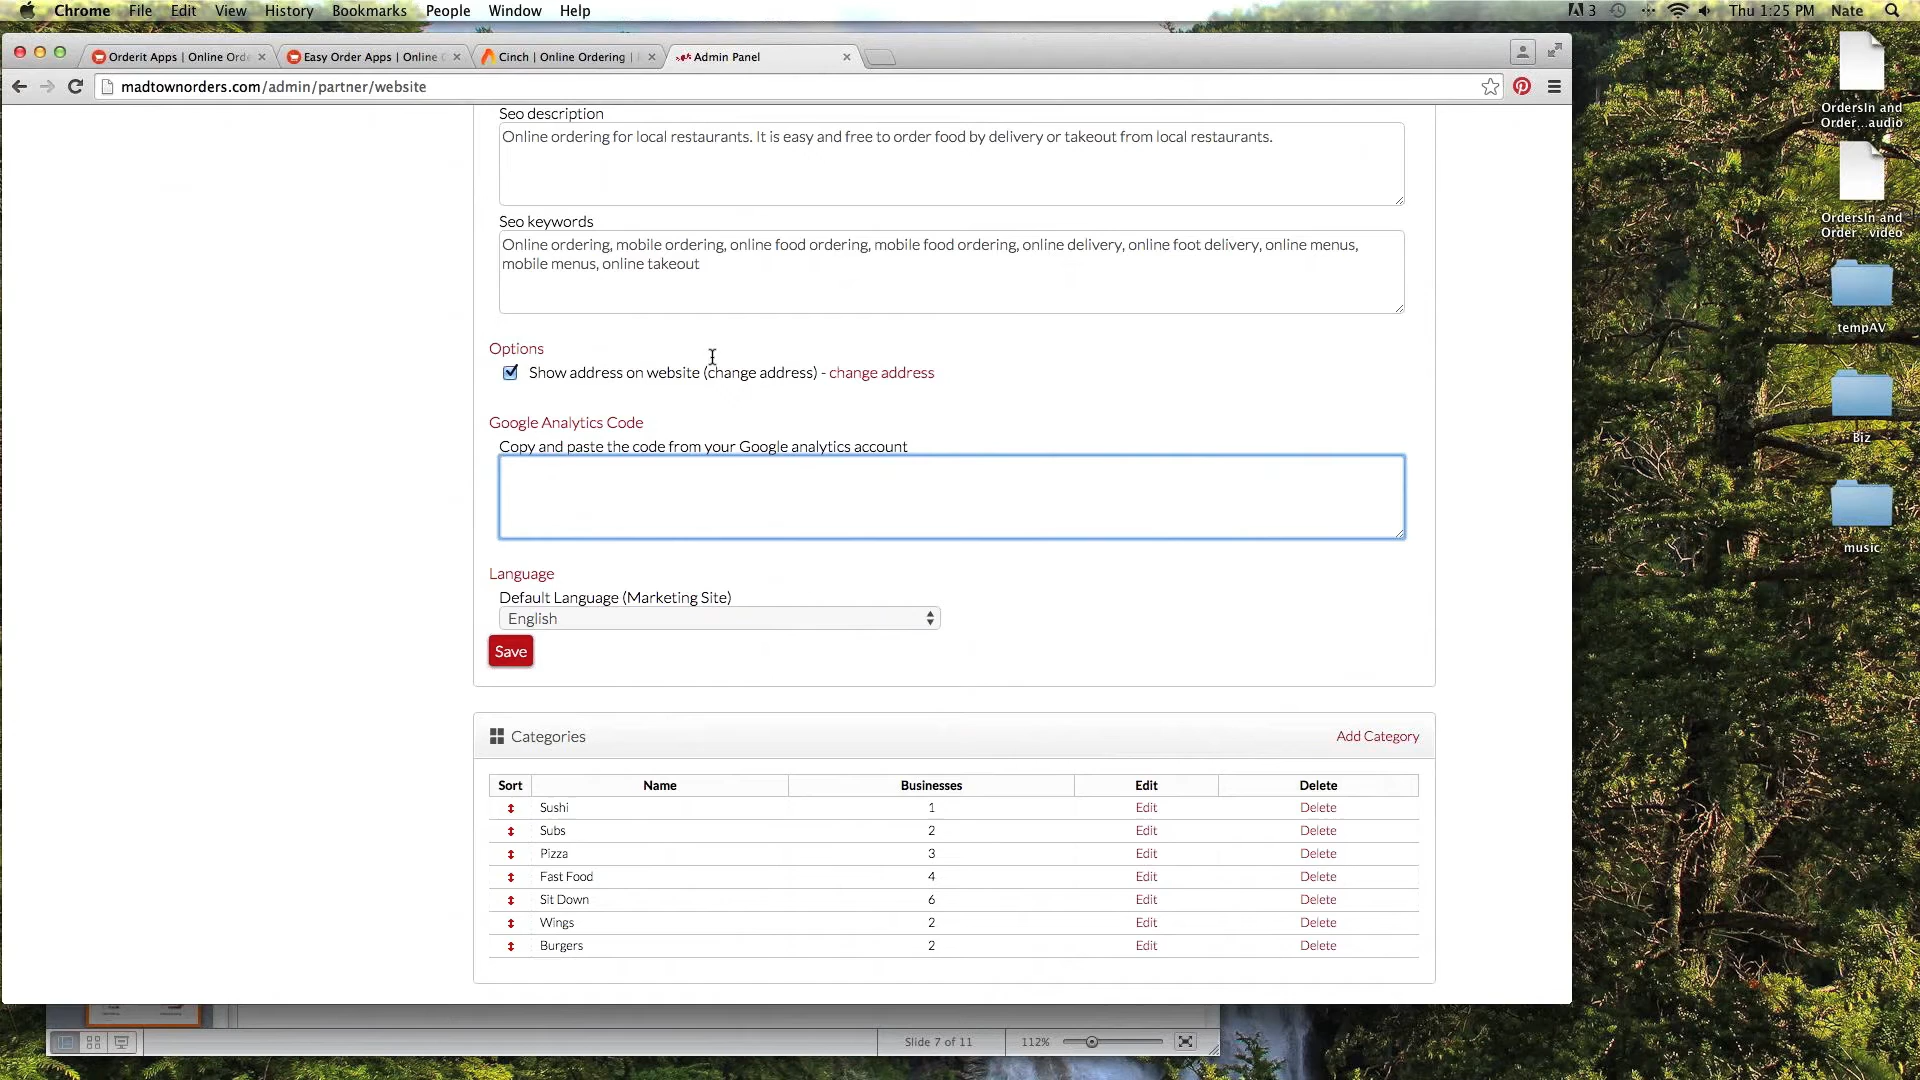 Chrome File Edit View History Bookmarks People Window Help
3 Thu 1:25 PM Nate
Orderit Apps | Online Orde
Easy Order Apps | Online O
Cinch | Online Ordering |
Admin Panel
madtownorders.com/admin/partner/website
Seo description
Online ordering for local restaurants. It is easy and free to order food by delivery or takeout from local restaurants.
Seo keywords
Online ordering, mobile ordering, online food ordering, mobile food ordering, online delivery, online foot delivery, online menus,
mobile menus, online takeout
Options
Show address on website (change address) - change address
Google Analytics Code
Copy and paste the code from your Google analytics account
Language
Default Language (Marketing Site)
English
Save
Categories
Add Category
Sort Name Businesses Edit Delete
Sushi 1 Edit Delete
Subs 2 Edit Delete
Pizza 3 Edit Delete
Fast Food 4 Edit Delete
Sit Down 6 Edit Delete
Wings 2 Edit Delete
Burgers 2 Edit Delete
Slide 7 of 11
112%
OrdersIn and
Order...audio
OrdersIn and
Order...video
tempAV
Biz
music